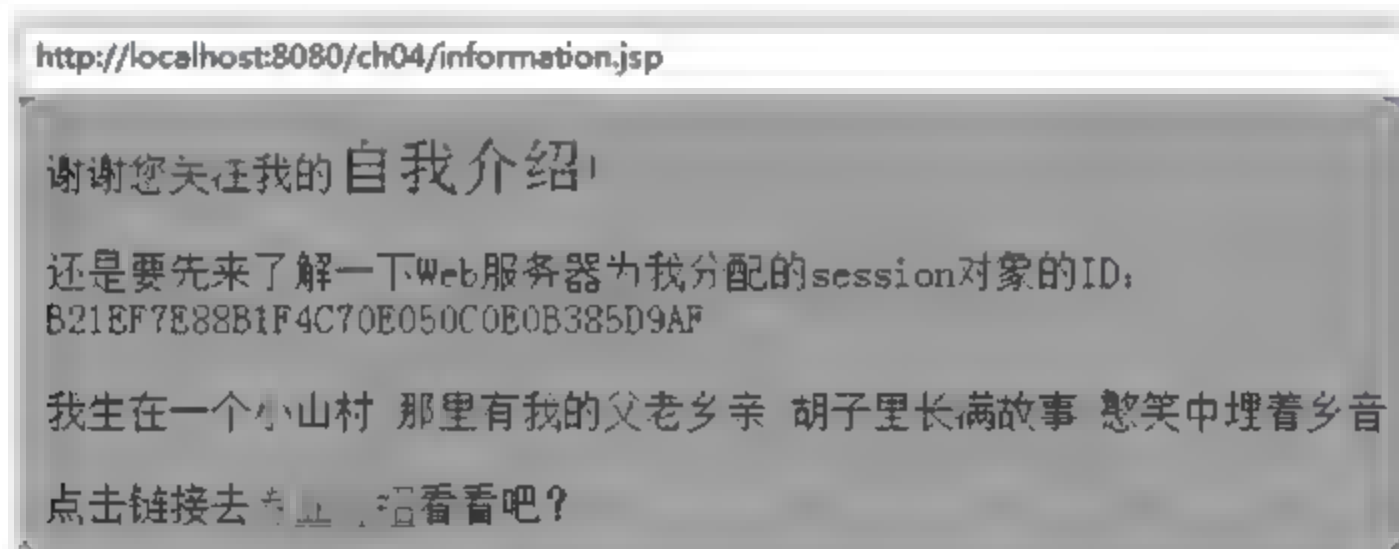 http://localhost:8080/ch04/information.jsp
谢谢您关注我的自我介绍!
还是要先来了解一下Web服务器为我分配的session对象的ID:
B21EF7E88B1F4C70E050C0E0B385D9AF
我生在一个小山村 那里有我的父老乡亲 胡子里长满故事 憨笑中埋着乡音
点击链接去 看看吧?